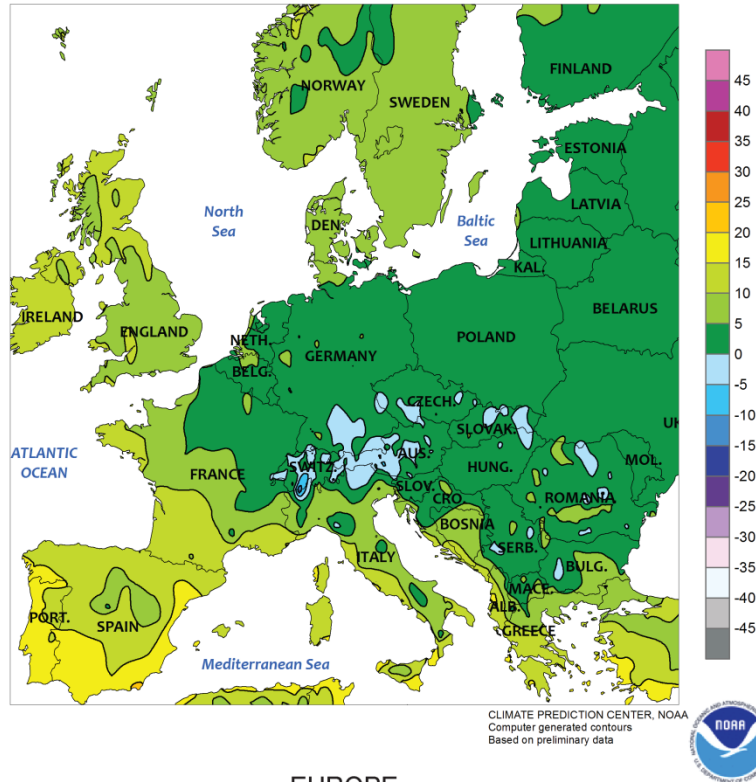 FINLAND
NORWAY
SWEDEN
ESTONIA
North
Sea
LATVIA
DEN.
Baltic
Sea
LITHUANIA
KAL.
IRELAND
ENGLAND
BELARUS
NETH.
POLAND
GERMANY
BELG.
CZECH.
SLOVAK.
UK
ATLANTIC
OCEAN
AUS.
SWITZ.
HUNG.
MOL.
FRANCE
SLOV.
CRO.
ROMANIA
BOSNIA
SERB.
ITALY
BULG.
MACE.
PORT.
SPAIN
ALB.
GREECE
Mediterranean Sea
45
40
35
30
25
20
15
10
5
0
-5
-10
-15
-20
-25
-30
-35
-40
-45
CLIMATE PREDICTION CENTER, NOAA
Computer generated contours
Based on preliminary data
NOAA